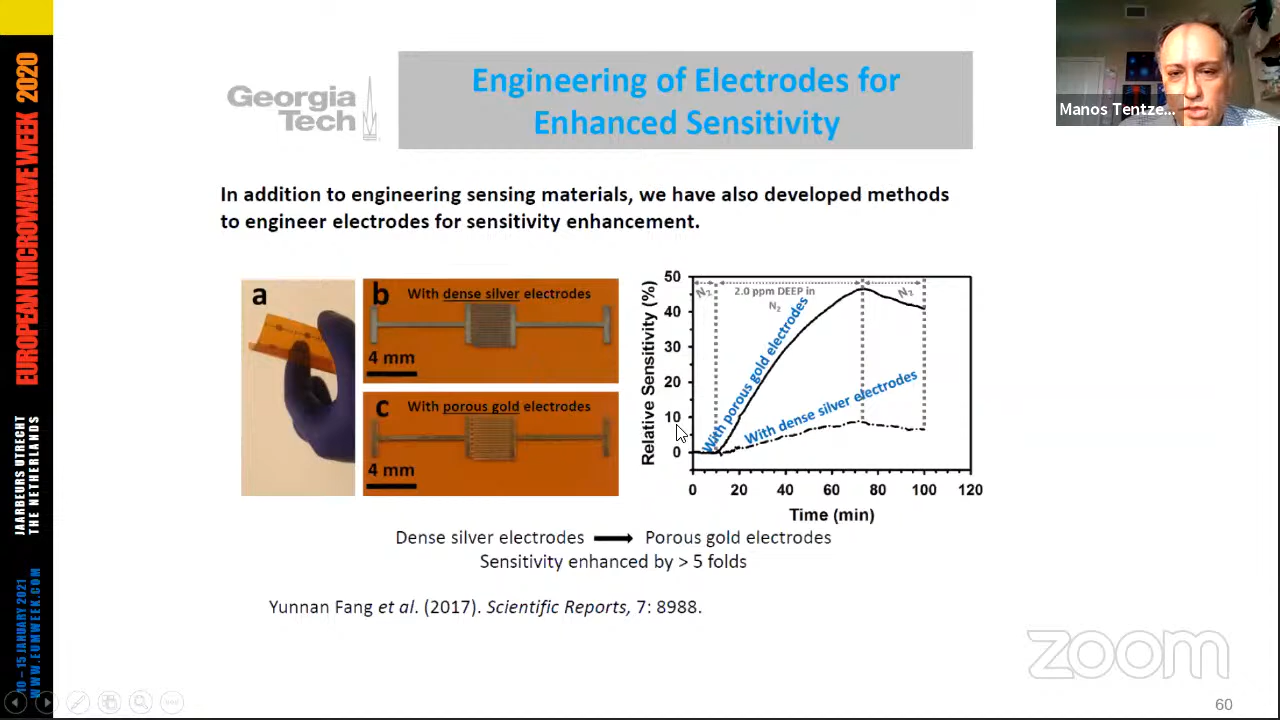 EUROPEAN MICROWAVE WEEK 2020
JAARBEURS UTRECHT
THE NETHERLANDS
10 – 15 JANUARY 2021
WWW.EUMWEEK.COM
Georgia
Tech
Engineering of Electrodes for
Enhanced Sensitivity
Manos Tentze...
In addition to engineering sensing materials, we have also developed methods
to engineer electrodes for sensitivity enhancement.
a
b
With dense silver electrodes
4 mm
c
With porous gold electrodes
4 mm
Relative Sensitivity (%)
50
40
30
20
10
0
N2
2.0 ppm DEEP in
N2
N2
With porous gold electrodes
With dense silver electrodes
0 20 40 60 80 100 120
Time (min)
Dense silver electrodes → Porous gold electrodes
Sensitivity enhanced by > 5 folds
Yunnan Fang et al. (2017). Scientific Reports, 7: 8988.
zoom
60